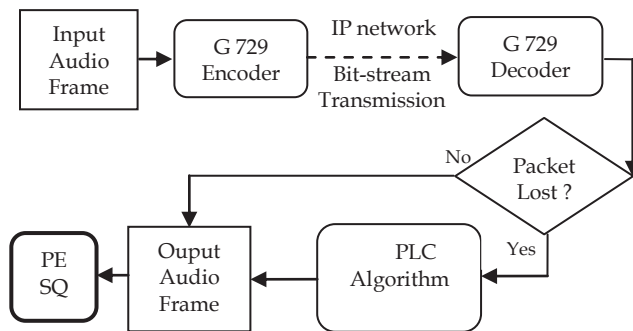 Input
Audio
Frame
G 729
Encoder
IP network
Bit-stream
Transmission
G 729
Decoder
Packet
Lost ?
No
Yes
PLC
Algorithm
Ouput
Audio
Frame
PE
SQ